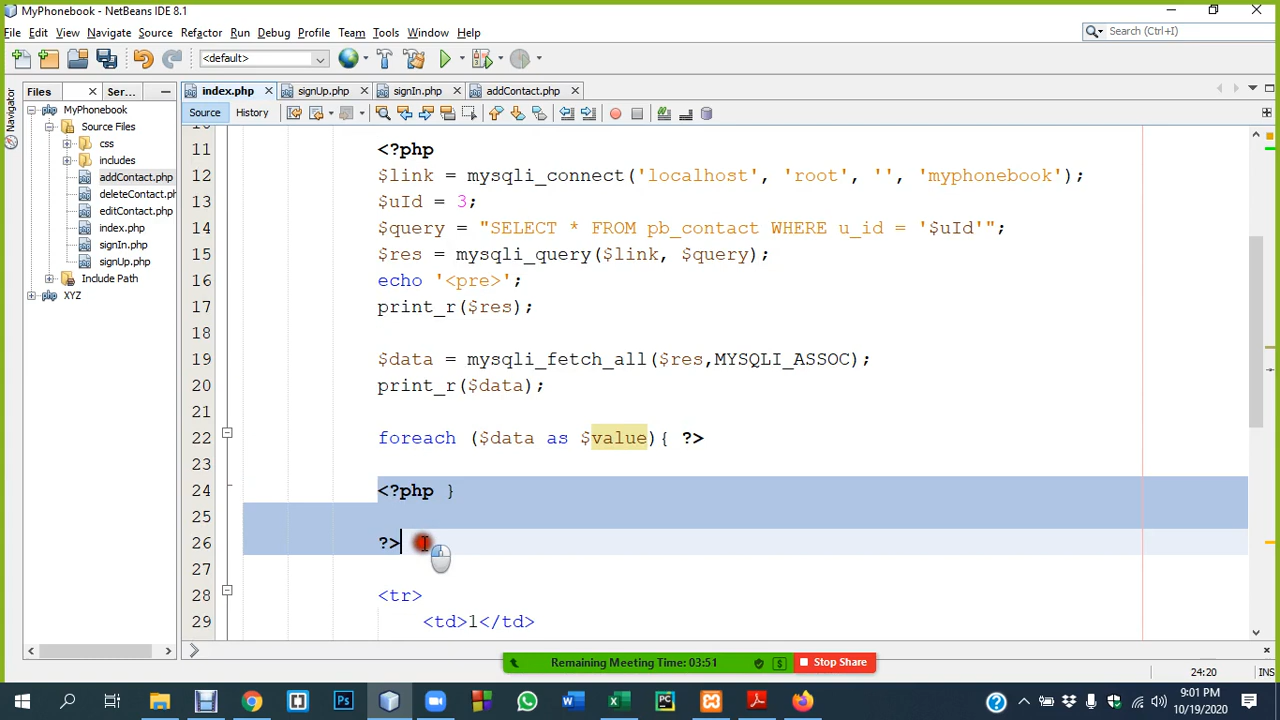 MyPhonebook - NetBeans IDE 8.1
File Edit View Navigate Source Refactor Run Debug Profile Team Tools Window Help
Search (Ctrl+I)
<default>
Files Ser...
index.php signUp.php signIn.php addContact.php
Navigator
Source History
MyPhonebook
Source Files
css
includes
addContact.php
deleteContact.ph
editContact.php
index.php
signIn.php
signUp.php
Include Path
XYZ
11 <?php
12 $link = mysqli_connect('localhost', 'root', '', 'myphonebook');
13 $uId = 3;
14 $query = "SELECT * FROM pb_contact WHERE u_id = '$uId'";
15 $res = mysqli_query($link, $query);
16 echo '<pre>';
17 print_r($res);
18
19 $data = mysqli_fetch_all($res,MYSQLI_ASSOC);
20 print_r($data);
21
22 foreach ($data as $value){ ?>
23
24 <?php }
25
26 ?>
27
28 <tr>
29 <td>1</td>
Remaining Meeting Time: 03:51 Stop Share
24:20 INS
9:01 PM
10/19/2020